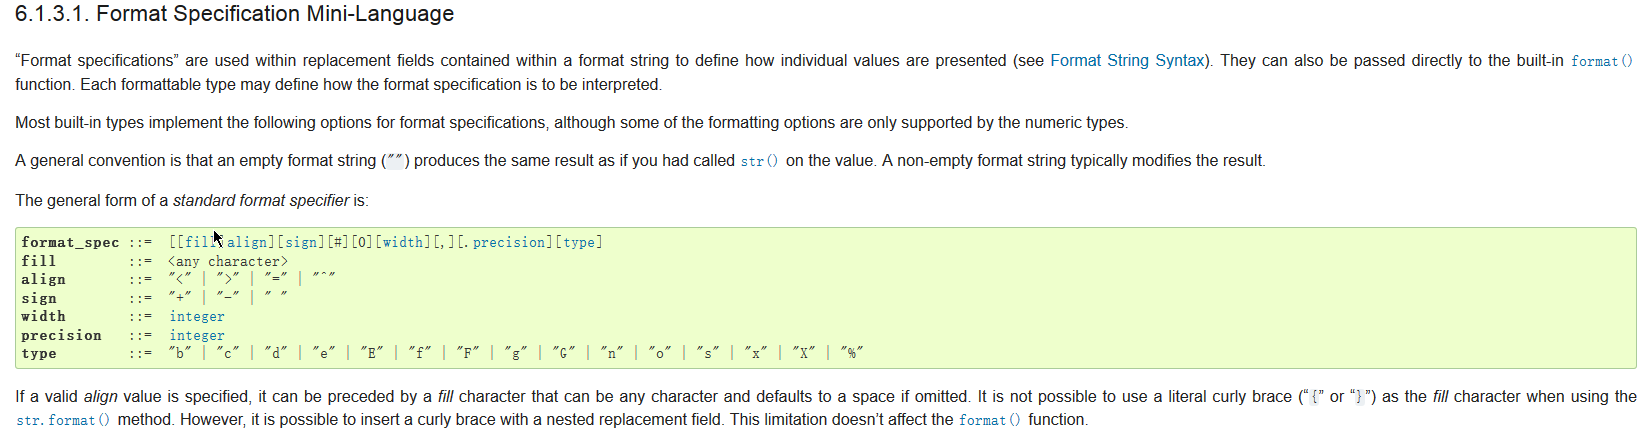 6.1.3.1. Format Specification Mini-Language
“Format specifications” are used within replacement fields contained within a format string to define how individual values are presented (see Format String Syntax). They can also be passed directly to the built-in format()
function. Each formattable type may define how the format specification is to be interpreted.
Most built-in types implement the following options for format specifications, although some of the formatting options are only supported by the numeric types.
A general convention is that an empty format string ("") produces the same result as if you had called str() on the value. A non-empty format string typically modifies the result.
The general form of a standard format specifier is:
format_spec ::= [[fill]align][sign][#][0][width][,][.precision][type]
fill ::= <any character>
align ::= "<" | ">" | "=" | "^"
sign ::= "+" | "-" | " "
width ::= integer
precision ::= integer
type ::= "b" | "c" | "d" | "e" | "E" | "f" | "F" | "g" | "G" | "n" | "o" | "s" | "x" | "X" | "%"
If a valid align value is specified, it can be preceded by a fill character that can be any character and defaults to a space if omitted. It is not possible to use a literal curly brace (“{” or “}”) as the fill character when using the
str.format() method. However, it is possible to insert a curly brace with a nested replacement field. This limitation doesn’t affect the format() function.